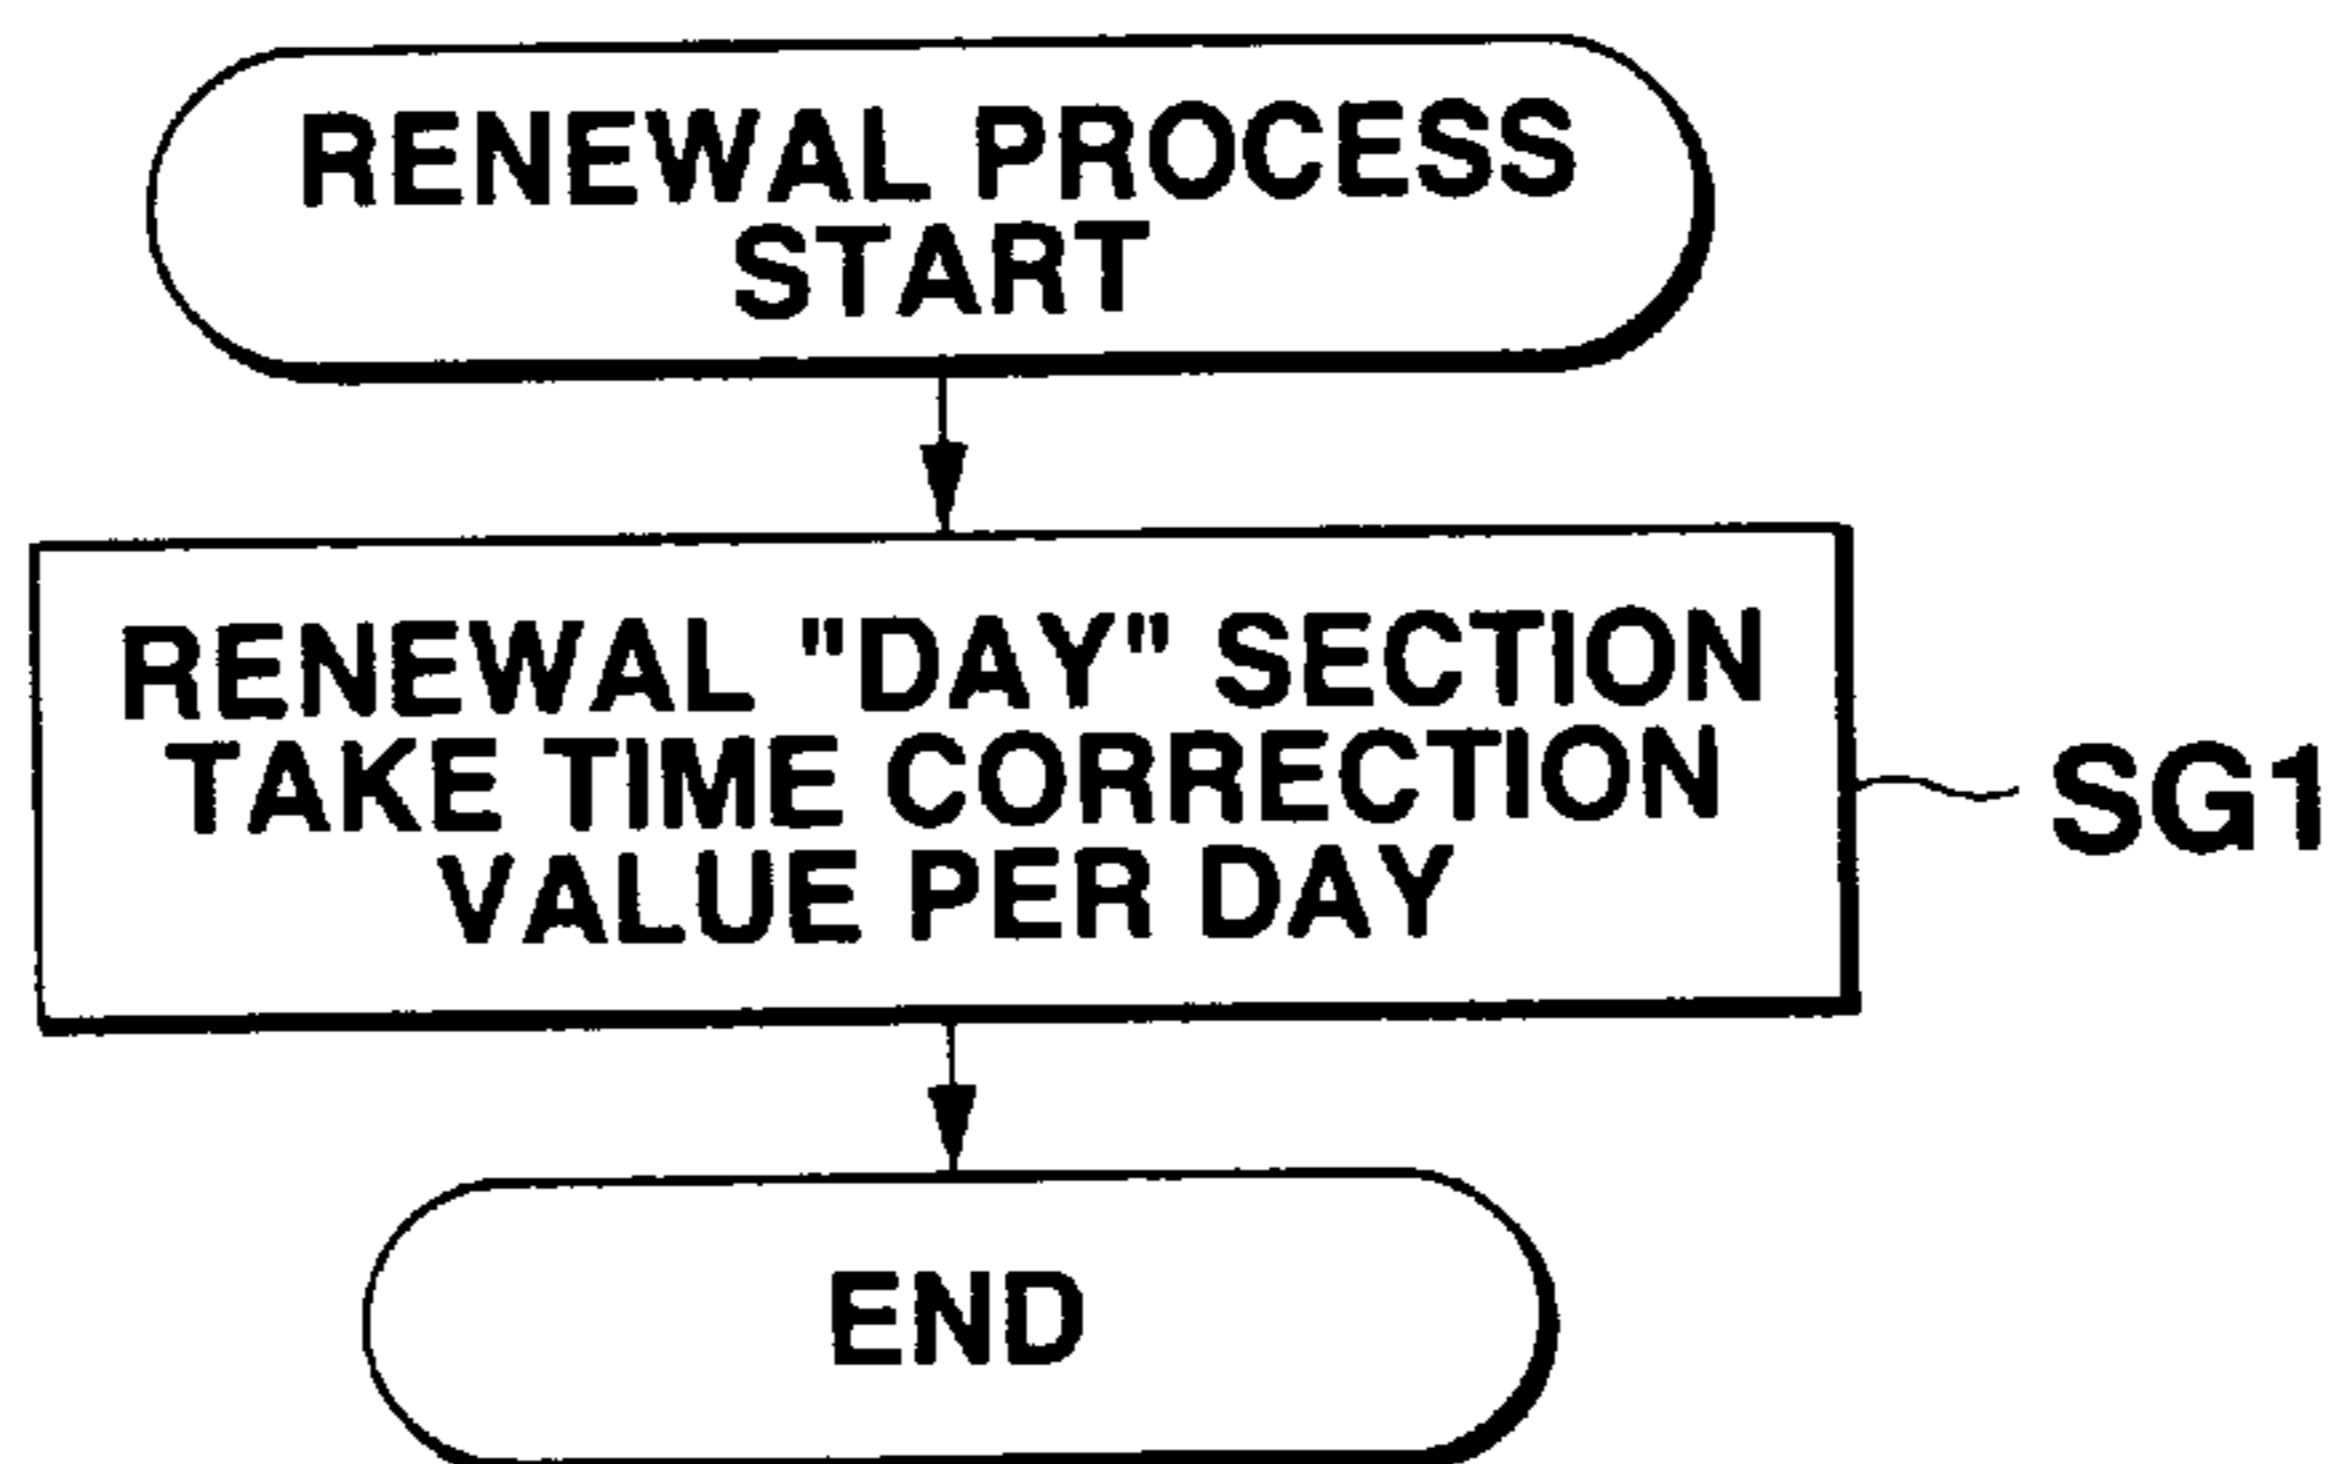 RENEWAL PROCESS
START
RENEWAL "DAY" SECTION
TAKE TIME CORRECTION
VALUE PER DAY
SG1
END